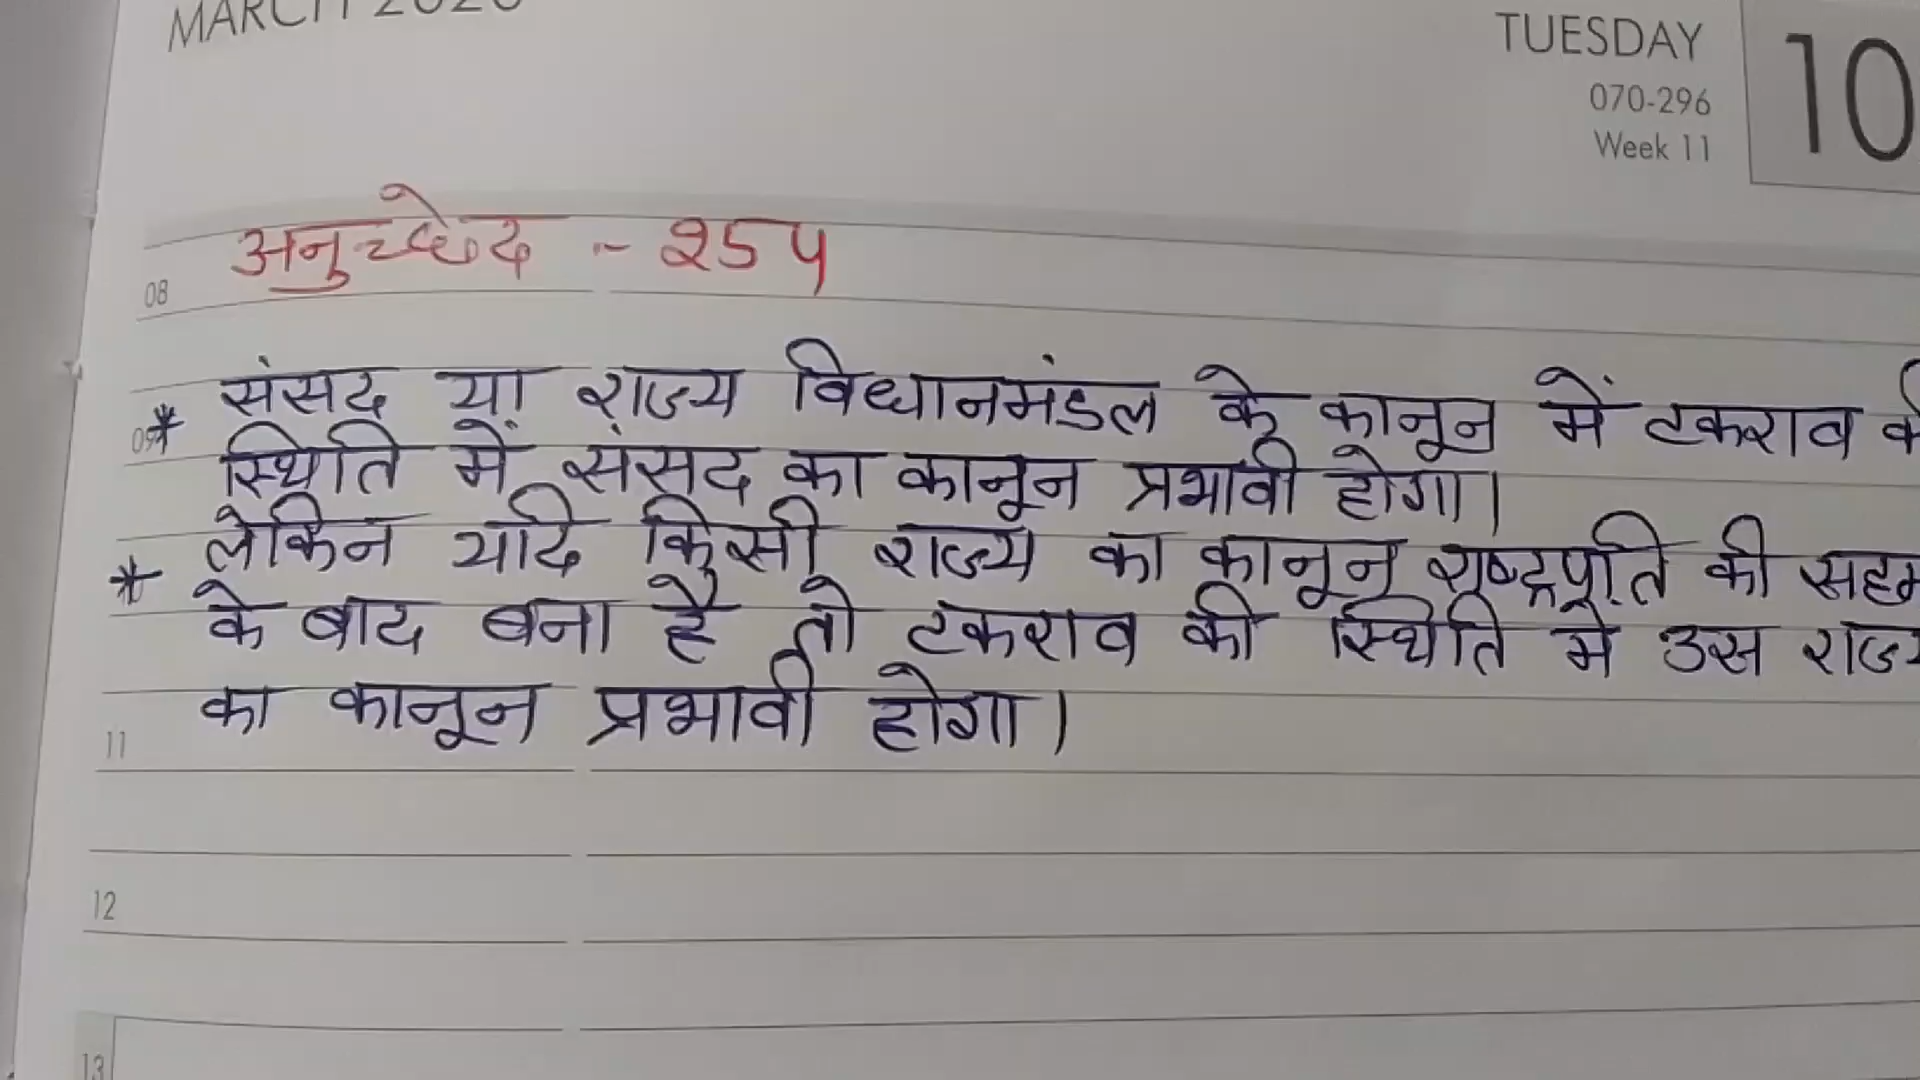 MARCH 2020
TUESDAY
10
070-296
Week 11
अनुच्छेद - 254
08
संसद या राज्य विधानमंडल के कानून में टकराव
09 * स्थिति में संसद का कानून प्रभावी होगा।
लेकिन यदि किसी राज्य का कानून राष्ट्रपति की
* के बाद बना है तो टकराव की स्थिति में उस
का कानून प्रभावी होगा।
11
12
13